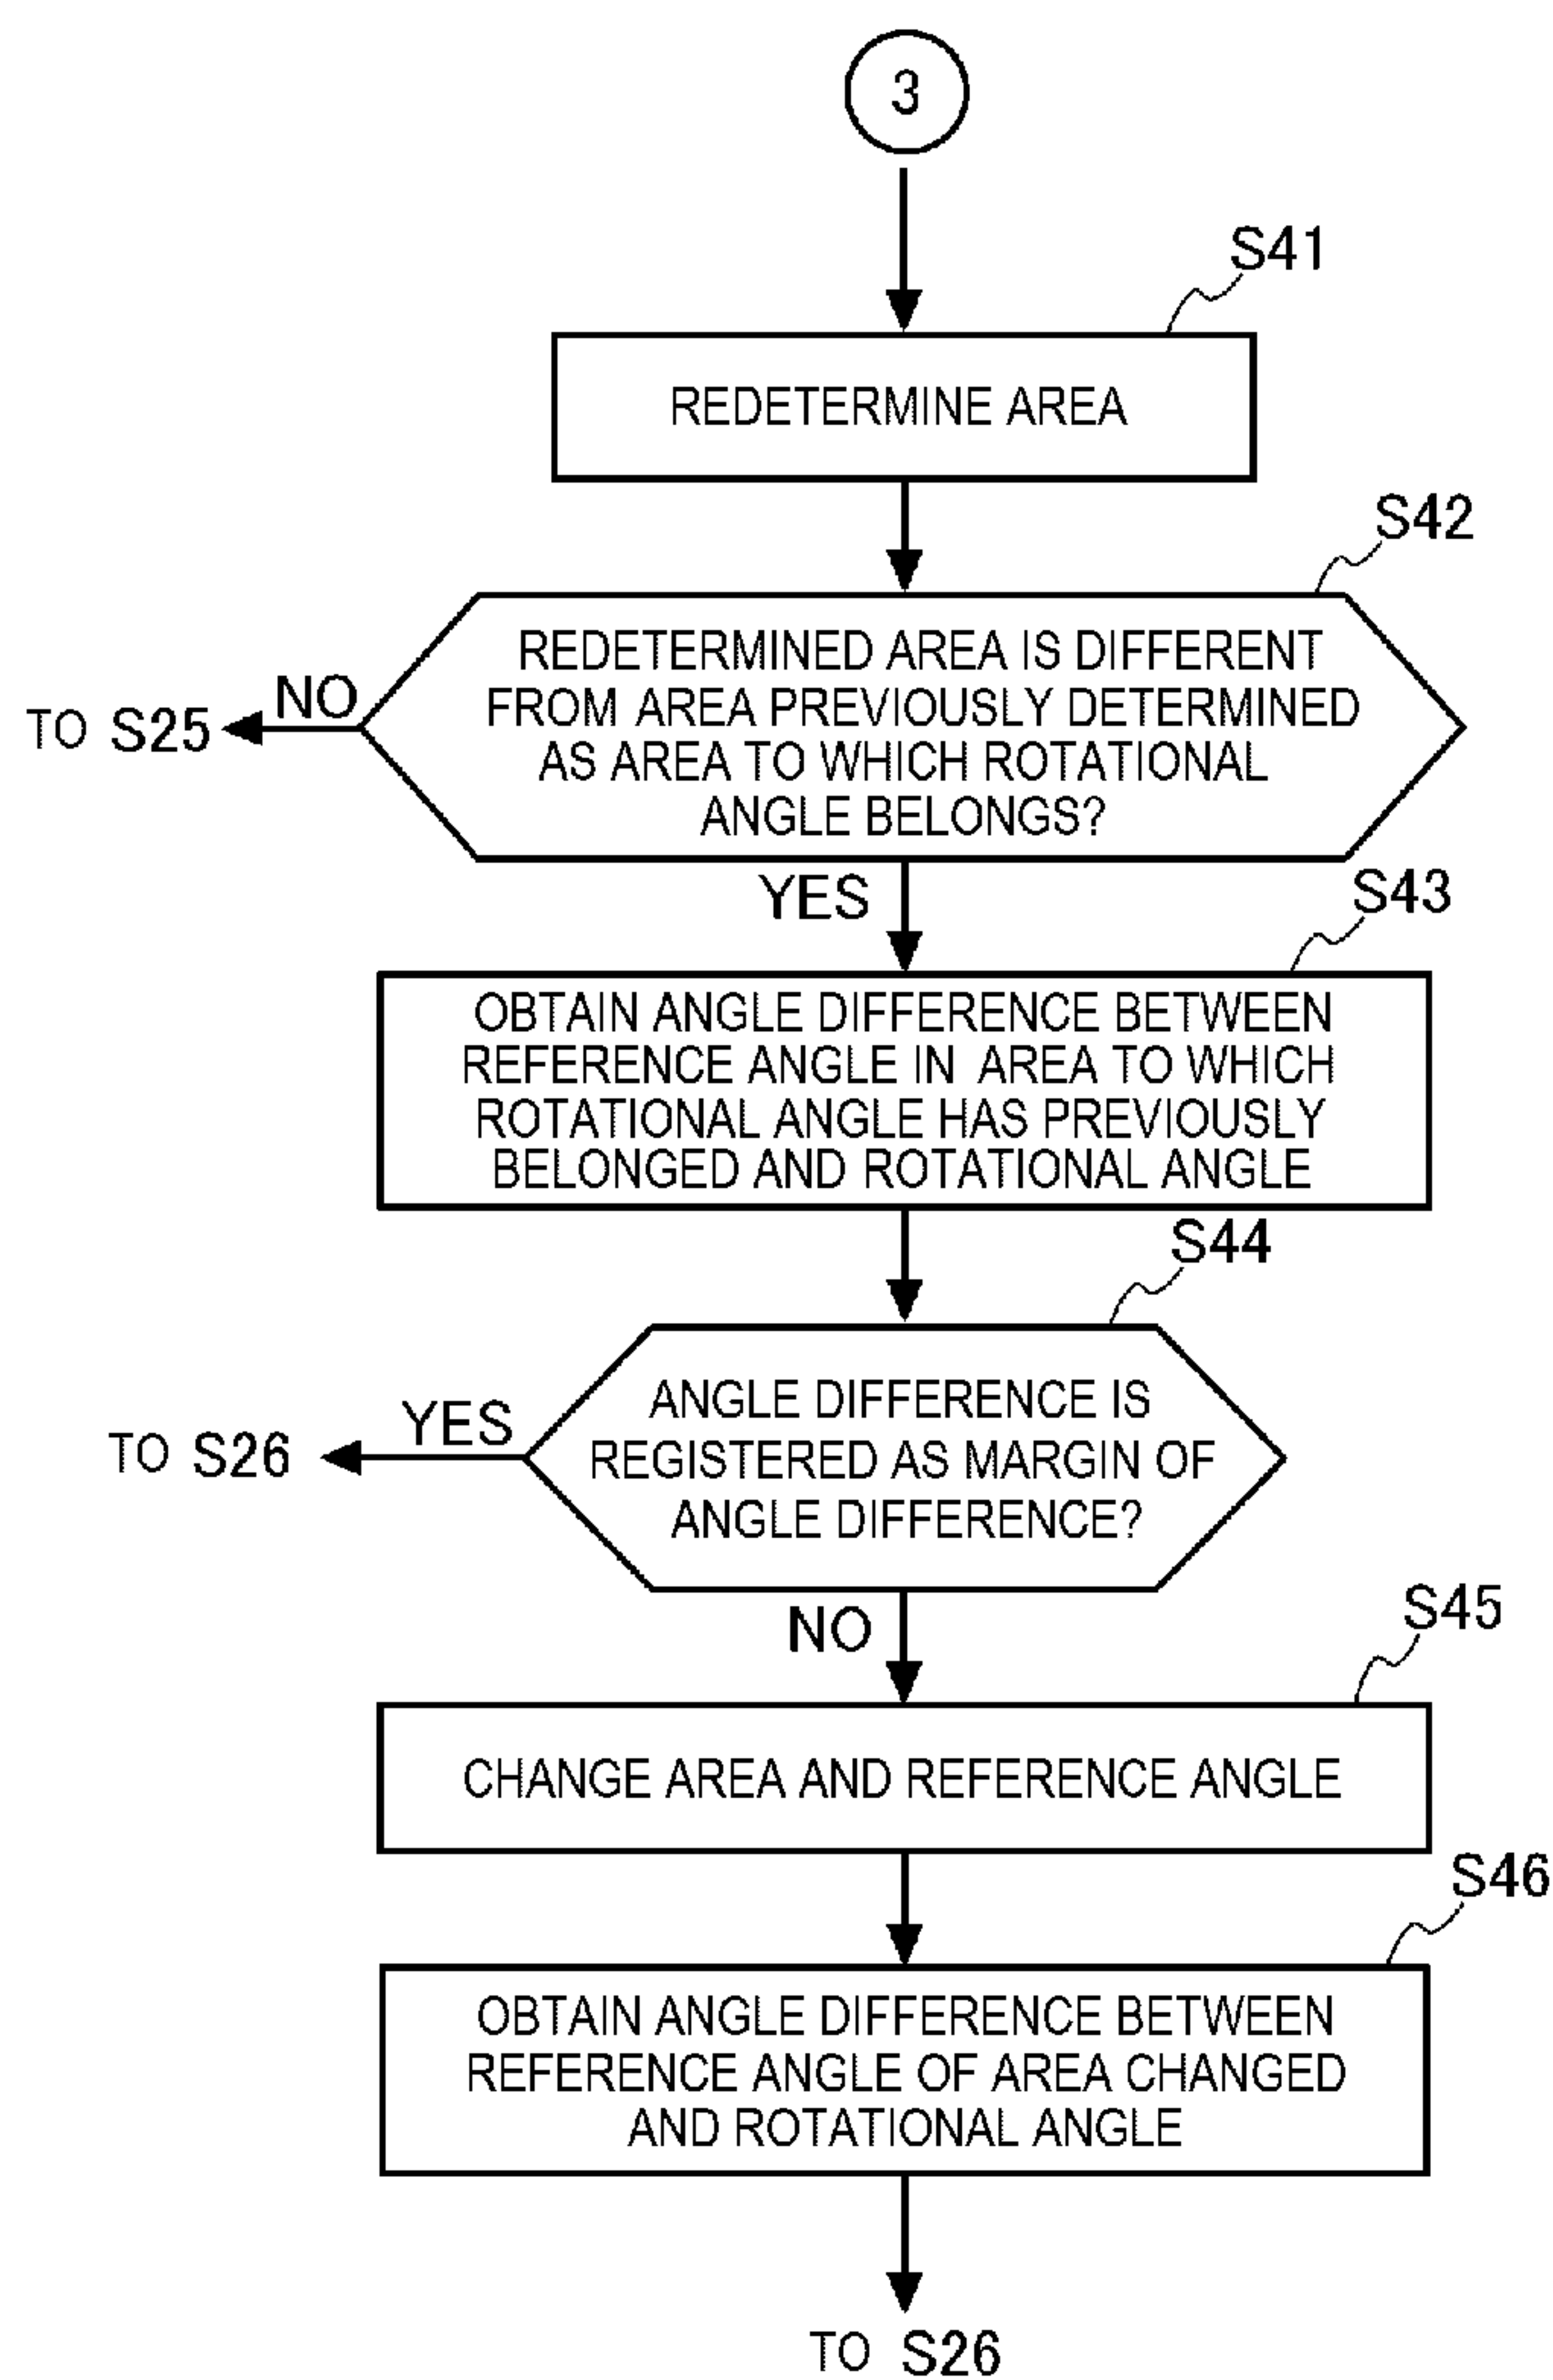 3
S41
REDETERMINE AREA
S42
REDETERMINED AREA IS DIFFERENT
FROM AREA PREVIOUSLY DETERMINED
AS AREA TO WHICH ROTATIONAL
ANGLE BELONGS?
NO
TO S25
YES
S43
OBTAIN ANGLE DIFFERENCE BETWEEN
REFERENCE ANGLE IN AREA TO WHICH
ROTATIONAL ANGLE HAS PREVIOUSLY
BELONGED AND ROTATIONAL ANGLE
S44
ANGLE DIFFERENCE IS
REGISTERED AS MARGIN OF
ANGLE DIFFERENCE?
YES
TO S26
NO
S45
CHANGE AREA AND REFERENCE ANGLE
S46
OBTAIN ANGLE DIFFERENCE BETWEEN
REFERENCE ANGLE OF AREA CHANGED
AND ROTATIONAL ANGLE
TO S26